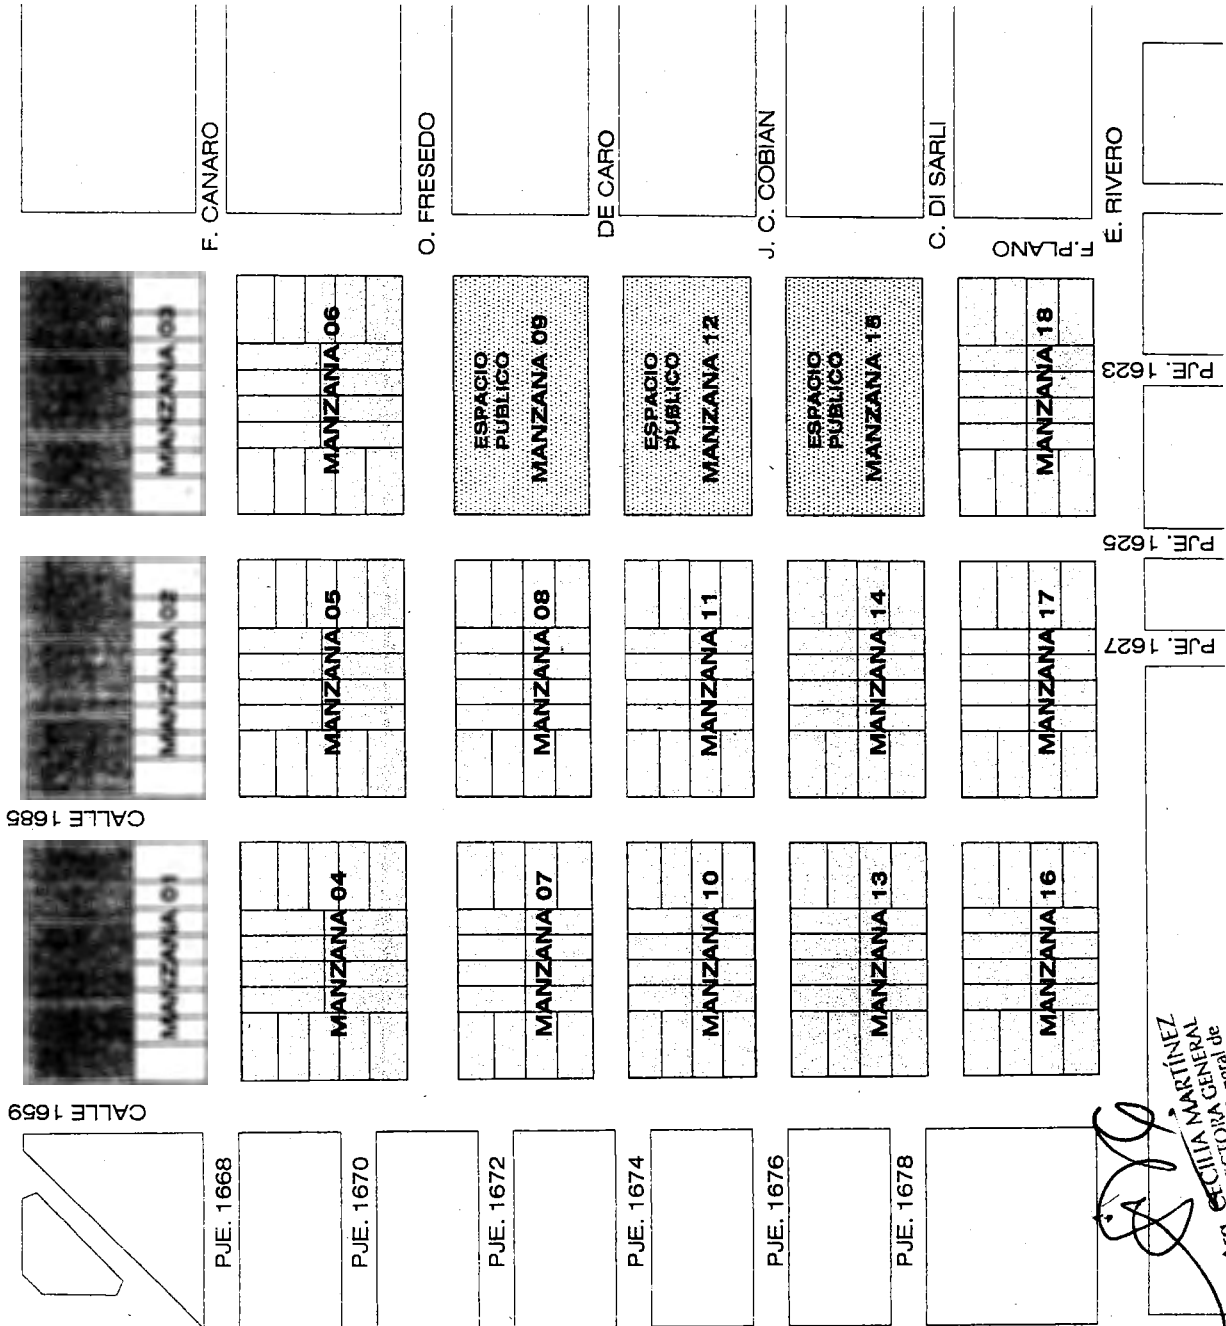 F. CANARO
O. FRESEDO
DE CARO
J. C. COBIAN
C. DI SARLI
E. RIVERO
F.PLANO
MANZANA 03
MANZANA 06
ESPACIO
PUBLICO
MANZANA 09
ESPACIO
PUBLICO
MANZANA 12
ESPACIO
PUBLICO
MANZANA 15
MANZANA 18
PJE. 1623
PJE. 1625
PJE. 1627
MANZANA 02
MANZANA 05
MANZANA 08
MANZANA 11
MANZANA 14
MANZANA 17
CALLE 1685
MANZANA 01
MANZANA 04
MANZANA 07
MANZANA 10
MANZANA 13
MANZANA 16
CALLE 1659
PJE. 1668
PJE. 1670
PJE. 1672
PJE. 1674
PJE. 1676
PJE. 1678
CECILIA MARTÍNEZ
DIRECTORA GENERAL